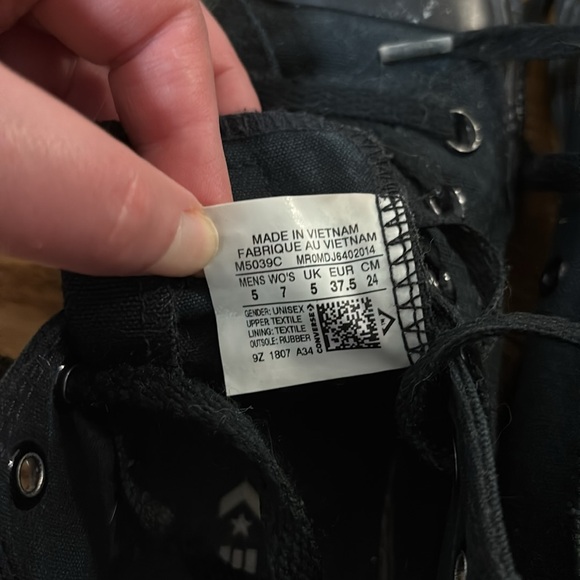 MADE IN VIETNAM
FABRIQUE AU VIETNAM
M5039C MR0MDJ8402014
MENS WO'S UK EUR CM
5 7 5 37.5 24
GENDER: UNISEX
UPPER TEXTILE
LINING: TEXTILE
OUTSOLE: RUBBER
9Z 1807 A34
CONVERSE